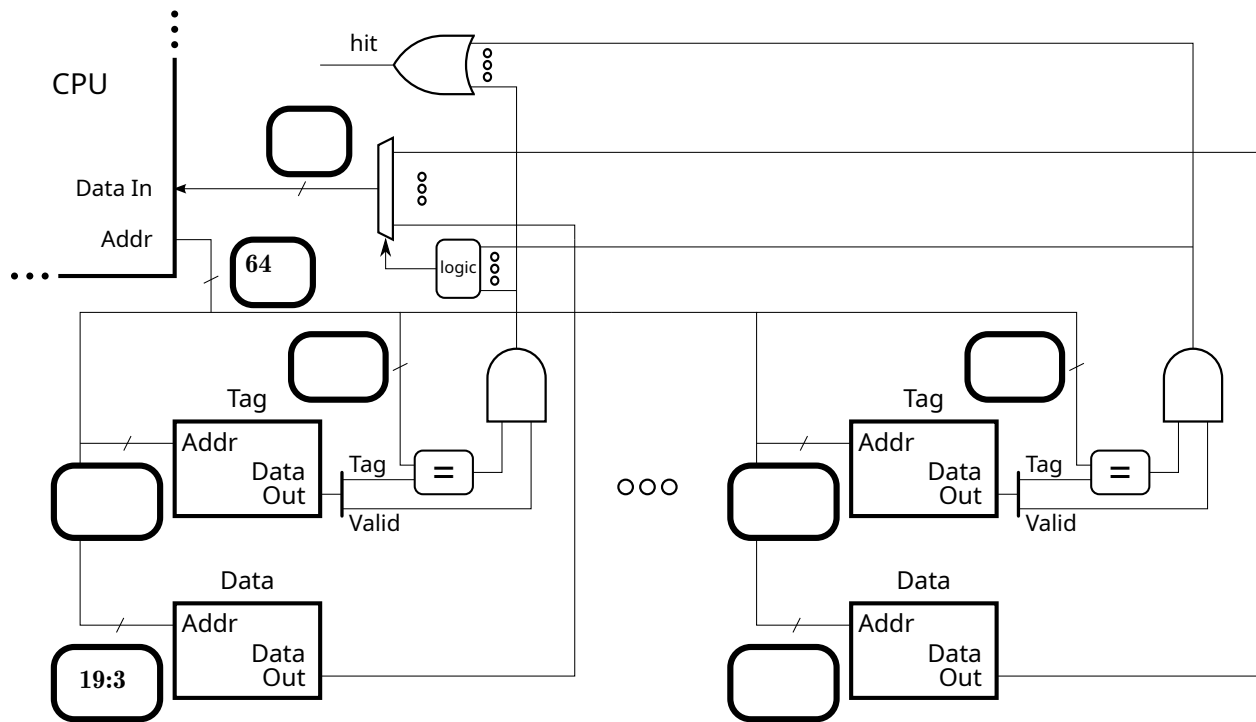 hit
CPU
Data In
Addr
64
logic
Tag
Addr
Data
Out
Tag
Valid
=
Data
Addr
Data
Out
19:3
Tag
Addr
Data
Out
Tag
Valid
=
Data
Addr
Data
Out